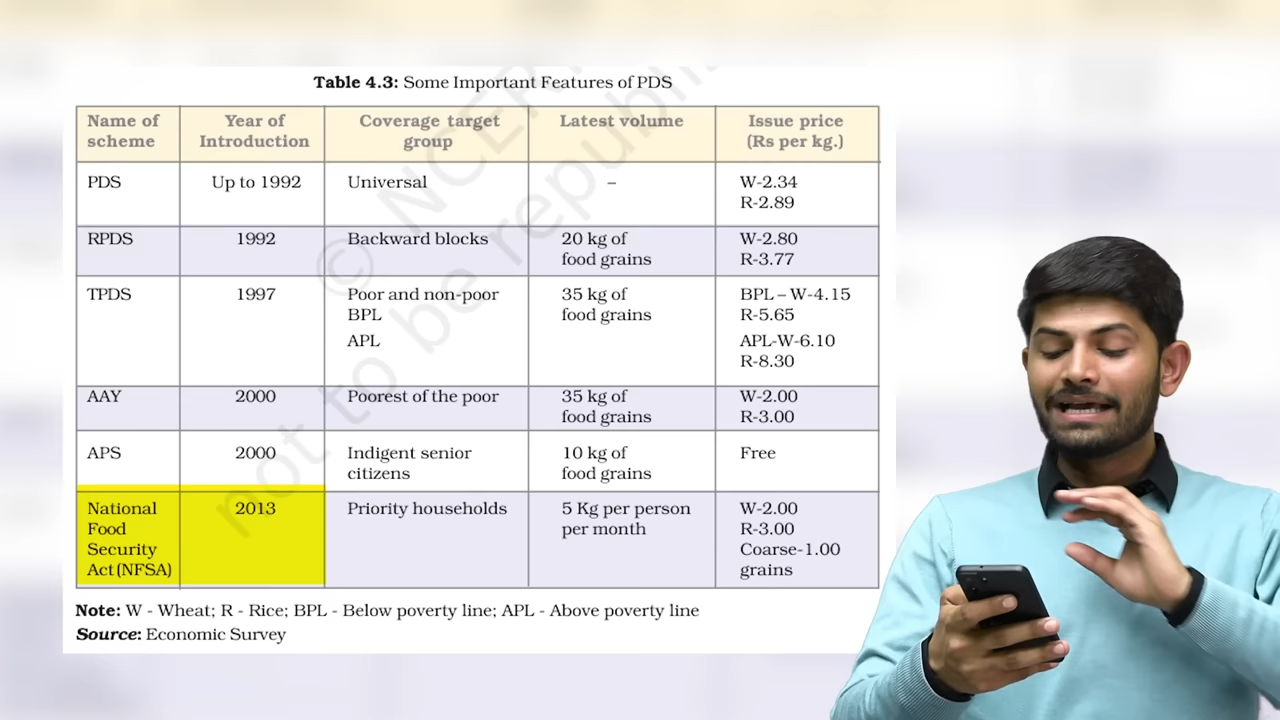 Table 4.3: Some Important Features of PDS
Name of scheme | Year of Introduction | Coverage target group | Latest volume | Issue price (Rs per kg.)
PDS | Up to 1992 | Universal | – | W-2.34 R-2.89
RPDS | 1992 | Backward blocks | 20 kg of food grains | W-2.80 R-3.77
TPDS | 1997 | Poor and non-poor BPL APL | 35 kg of food grains | BPL – W-4.15 R-5.65 APL-W-6.10 R-8.30
AAY | 2000 | Poorest of the poor | 35 kg of food grains | W-2.00 R-3.00
APS | 2000 | Indigent senior citizens | 10 kg of food grains | Free
National Food Security Act (NFSA) | 2013 | Priority households | 5 Kg per person per month | W-2.00 R-3.00 Coarse-1.00 grains
Note: W - Wheat; R - Rice; BPL - Below poverty line; APL - Above poverty line
Source: Economic Survey
© NCER
not to be republi